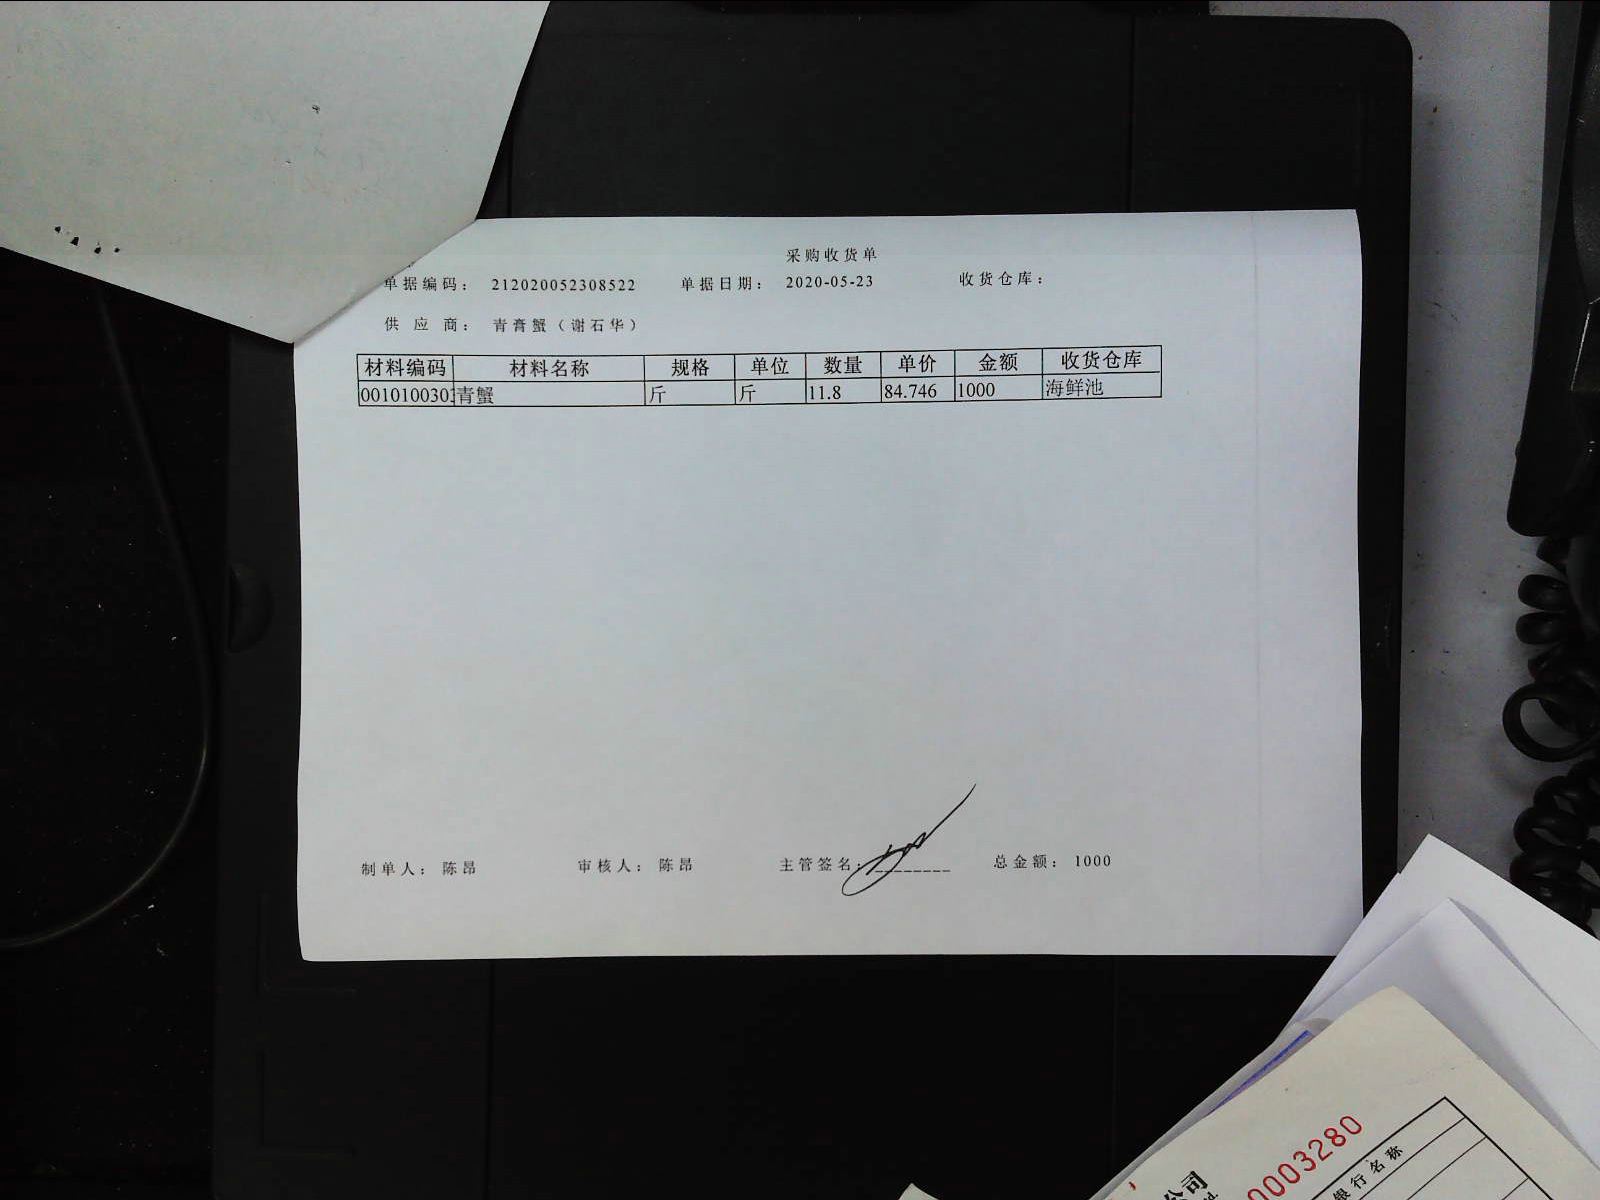 采购收货单
单据编码： 212020052308522 单据日期： 2020-05-23 收货仓库：
供 应 商： 青膏蟹（谢石华）
材料编码 材料名称 规格 单位 数量 单价 金额 收货仓库
0010100303 青蟹 斤 斤 11.8 84.746 1000 海鲜池
制单人： 陈昂 审核人： 陈昂 主管签名： 总金额： 1000
公司 0003280
银行名称